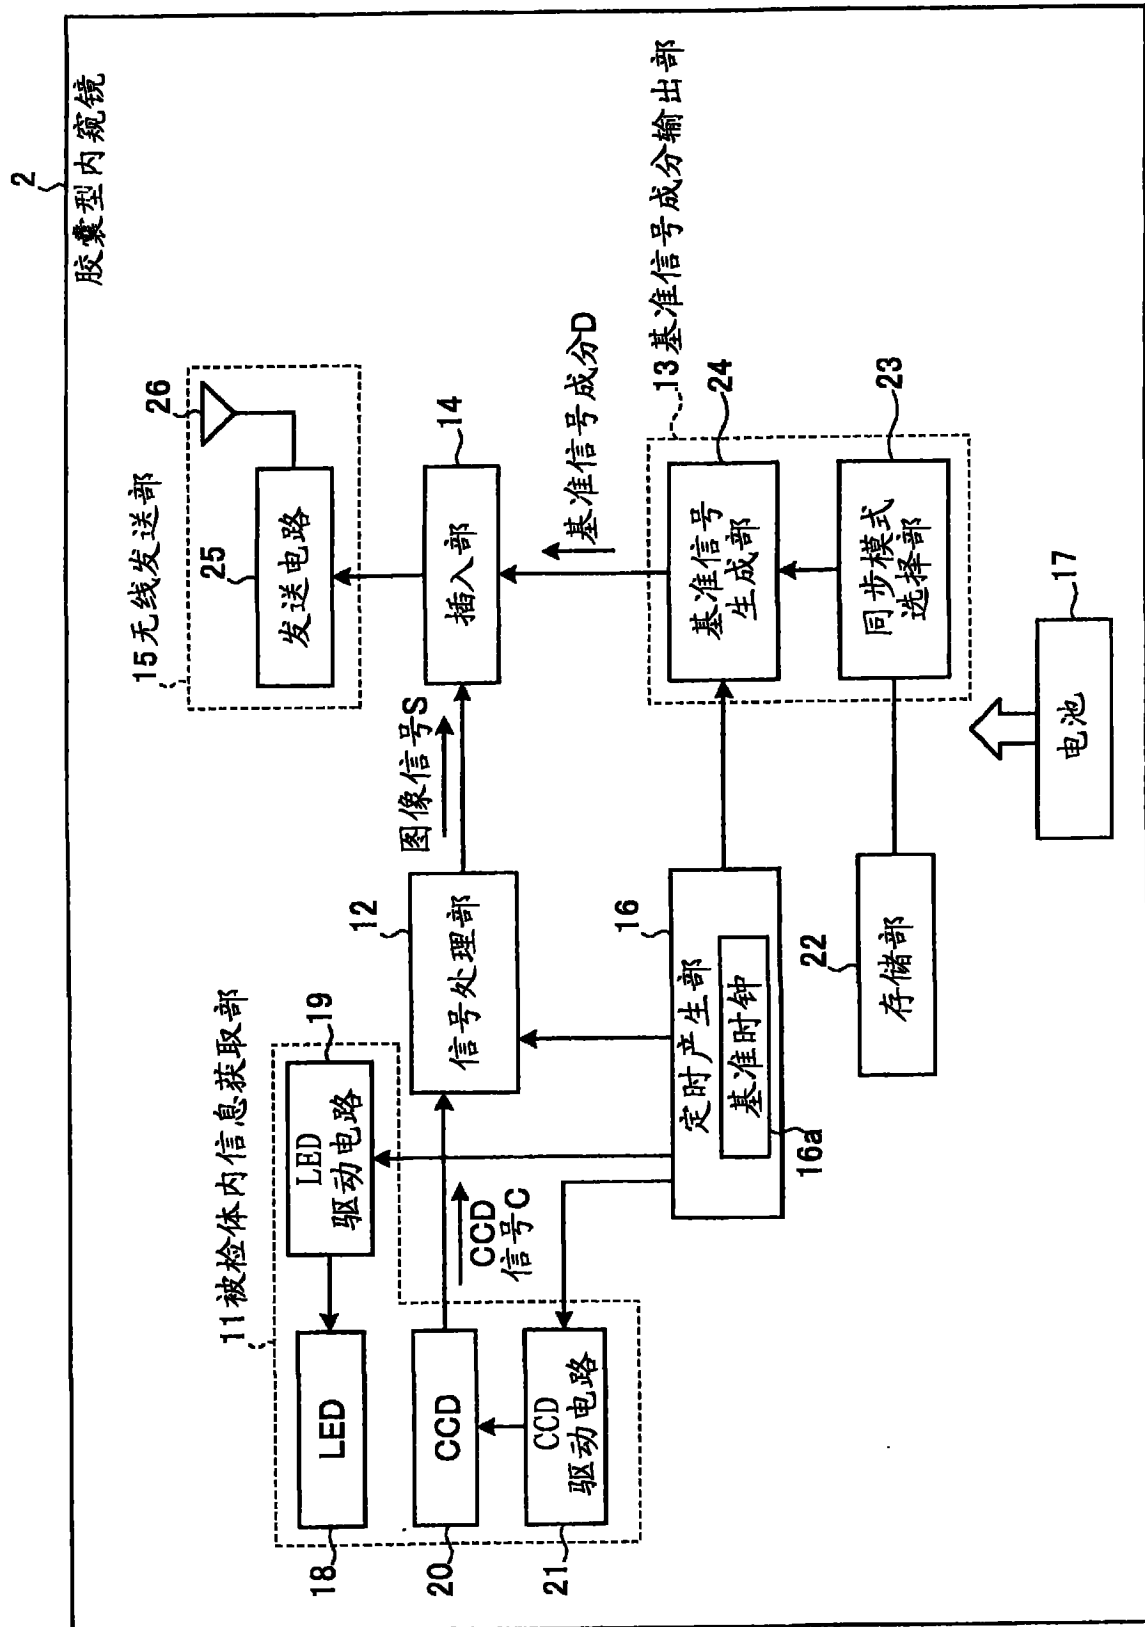 2
胶囊型内窥镜
11被检体内信息获取部
15无线发送部
19
LED
驱动电路
LED
18
25
发送电路
26
12
信号处理部
图像信号S
14
插入部
CCD
20
CCD
信号C
基准信号成分D
CCD
驱动电路
21
13基准信号成分输出部
16
定时产生部
基准时钟
16a
24
基准信号
生成部
22
存储部
23
同步模式
选择部
17
电池